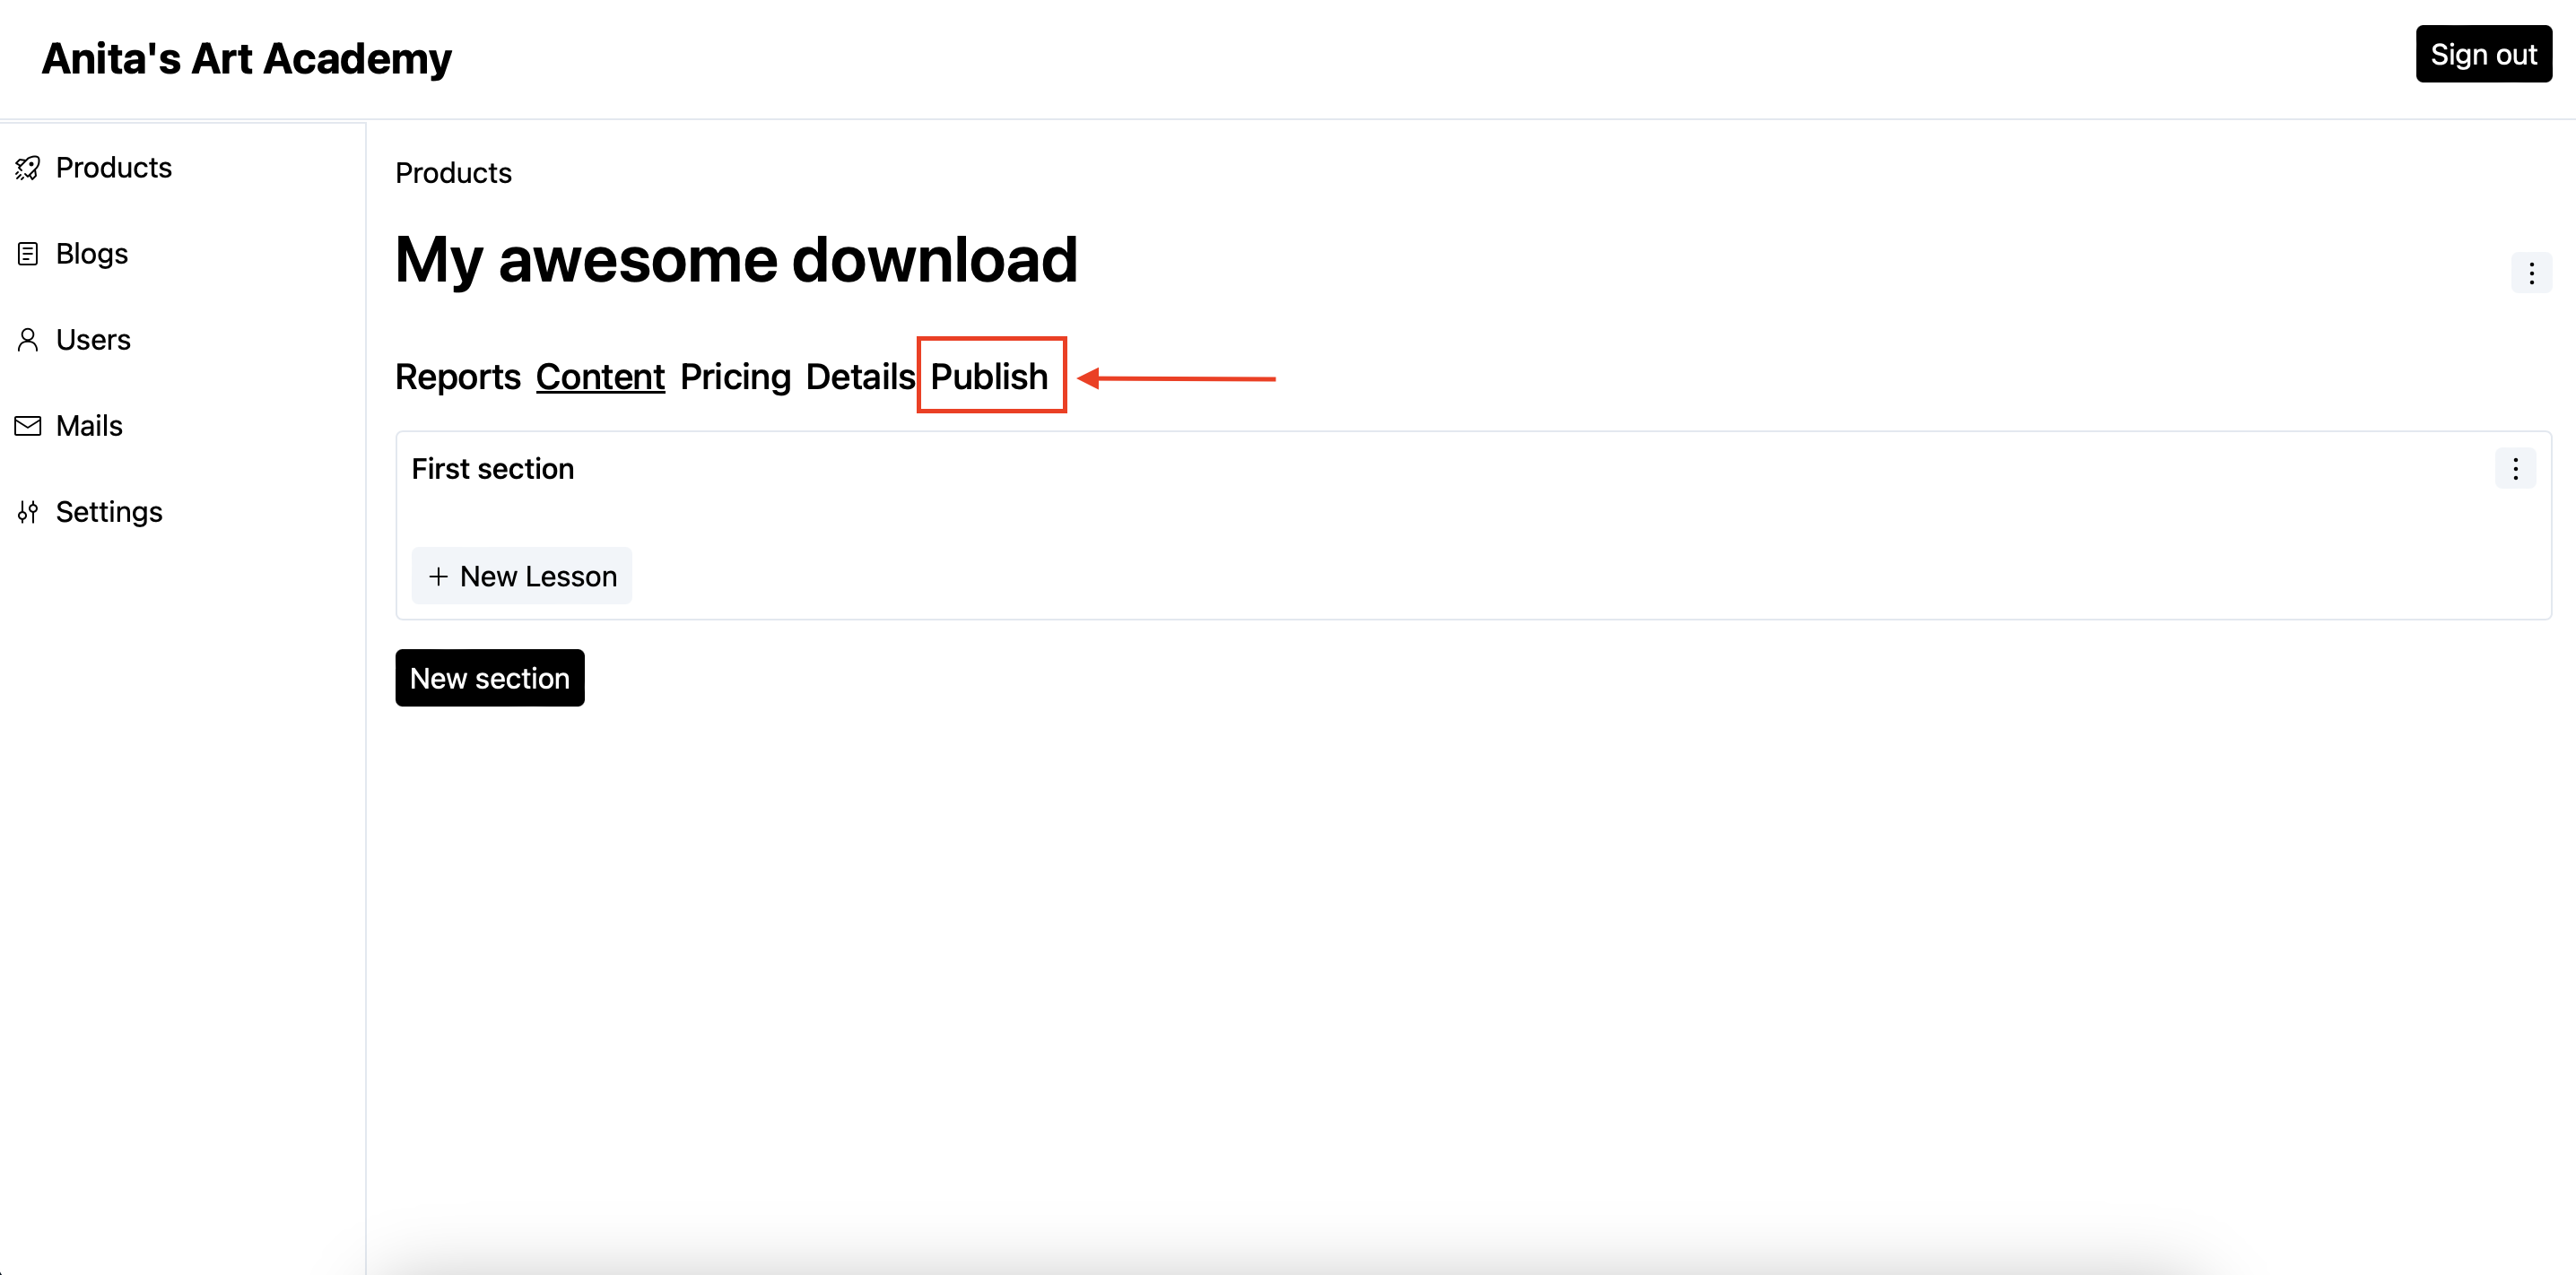 Anita's Art Academy
Sign out
Products
Blogs
Users
Mails
Settings
Products
My awesome download
Reports Content Pricing Details Publish
First section
+ New Lesson
New section